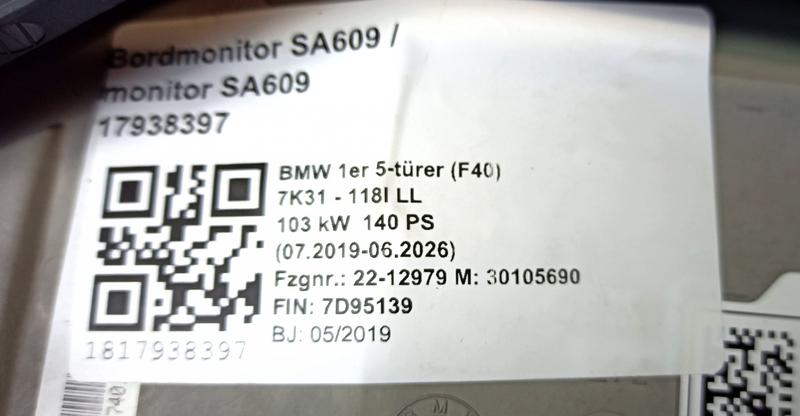 Bordmonitor SA609 /
monitor SA609
17938397
BMW 1er 5-türer (F40)
7K31 - 118I LL
103 kW 140 PS
(07.2019-06.2026)
Fzgnr.: 22-12979 M: 30105690
FIN: 7D95139
BJ: 05/2019
1817938397
740
M